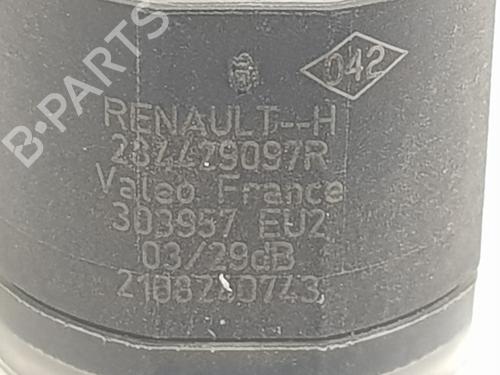 B-PARTS
042
RENAULT--H
284429097R
Valeo France
303957 EU2
03/29dB
2108280743